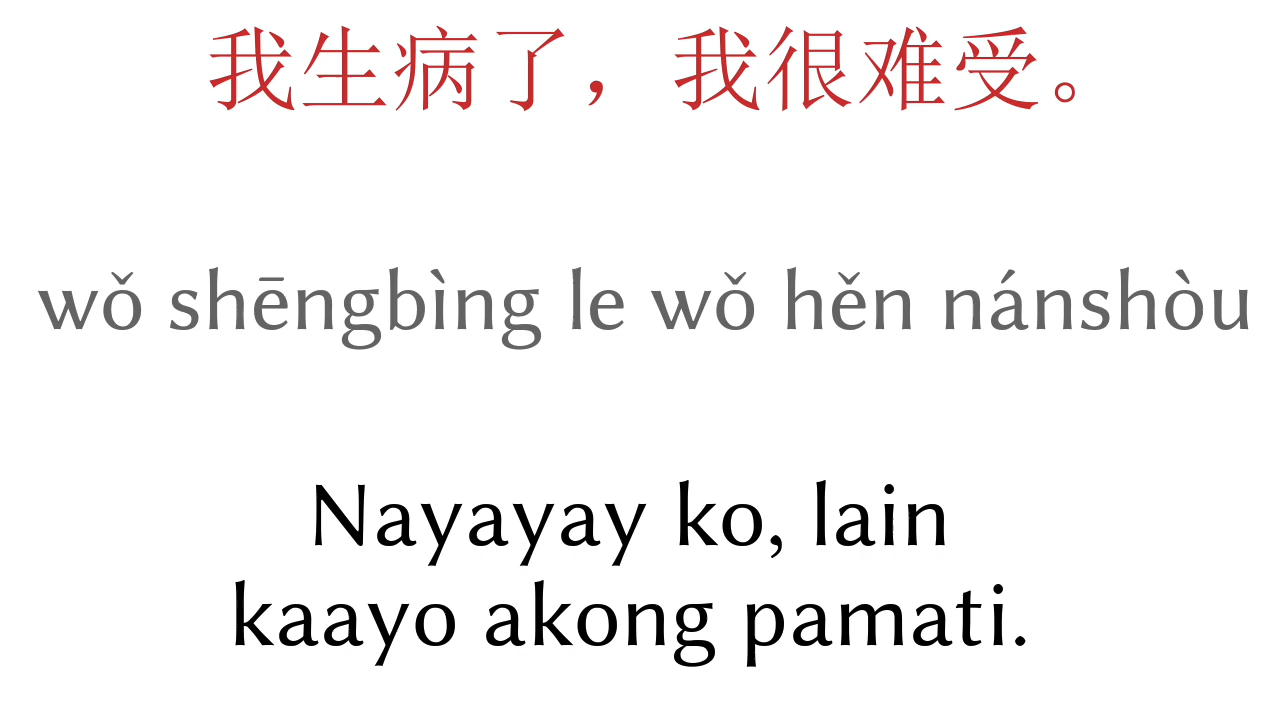 我生病了，我很难受。
wǒ shēngbìng le wǒ hěn nánshòu
Nayayay ko, lain
kaayo akong pamati.